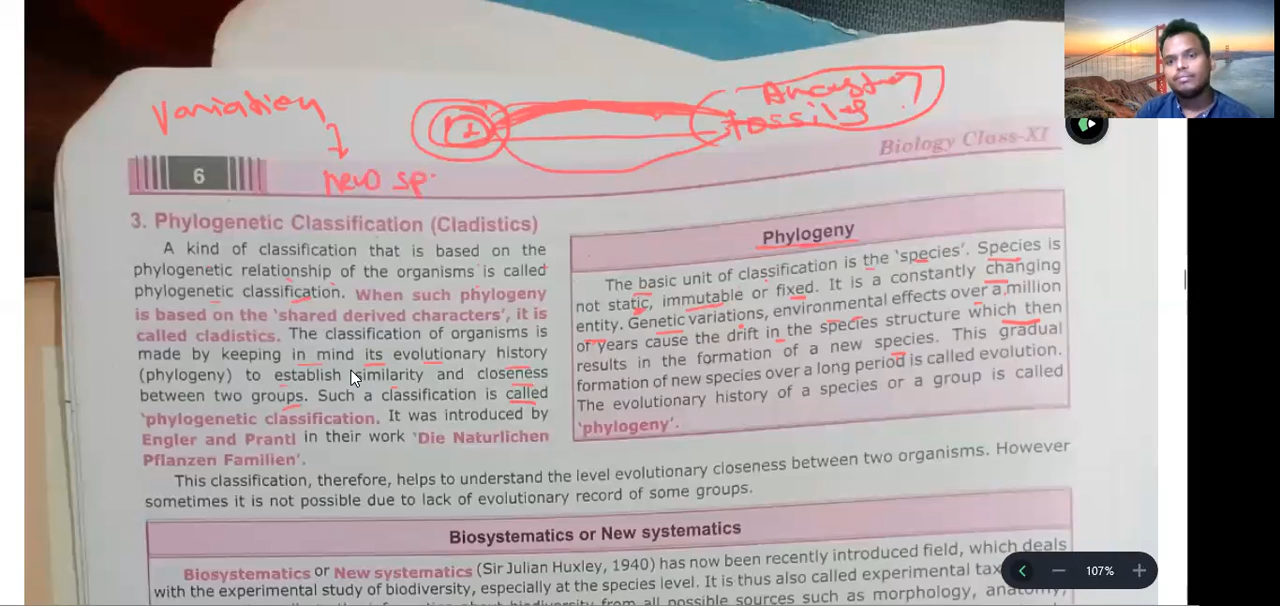 Variation
new sp.
Ancestor
fossils
6
Biology Class-XI
3. Phylogenetic Classification (Cladistics)
A kind of classification that is based on the
phylogenetic relationship of the organisms is called
phylogenetic classification. When such phylogeny
is based on the 'shared derived characters', it is
called cladistics. The classification of organisms is
made by keeping in mind its evolutionary history
(phylogeny) to establish similarity and closeness
between two groups. Such a classification is called
'phylogenetic classification. It was introduced by
Engler and Prantl in their work 'Die Naturlichen
Pflanzen Familien'.
Phylogeny
The basic unit of classification is the 'species'. Species is
not static, immutable or fixed. It is a constantly changing
entity. Genetic variations, environmental effects over a million
of years cause the drift in the species structure which then
results in the formation of a new species. This gradual
formation of new species over a long period is called evolution.
The evolutionary history of a species or a group is called
'phylogeny'.
This classification, therefore, helps to understand the level evolutionary closeness between two organisms. However
sometimes it is not possible due to lack of evolutionary record of some groups.
Biosystematics or New systematics
Biosystematics or New systematics (Sir Julian Huxley, 1940) has now been recently introduced field, which deals
with the experimental study of biodiversity, especially at the species level. It is thus also called experimental
from all possible sources such as morphology,
107%